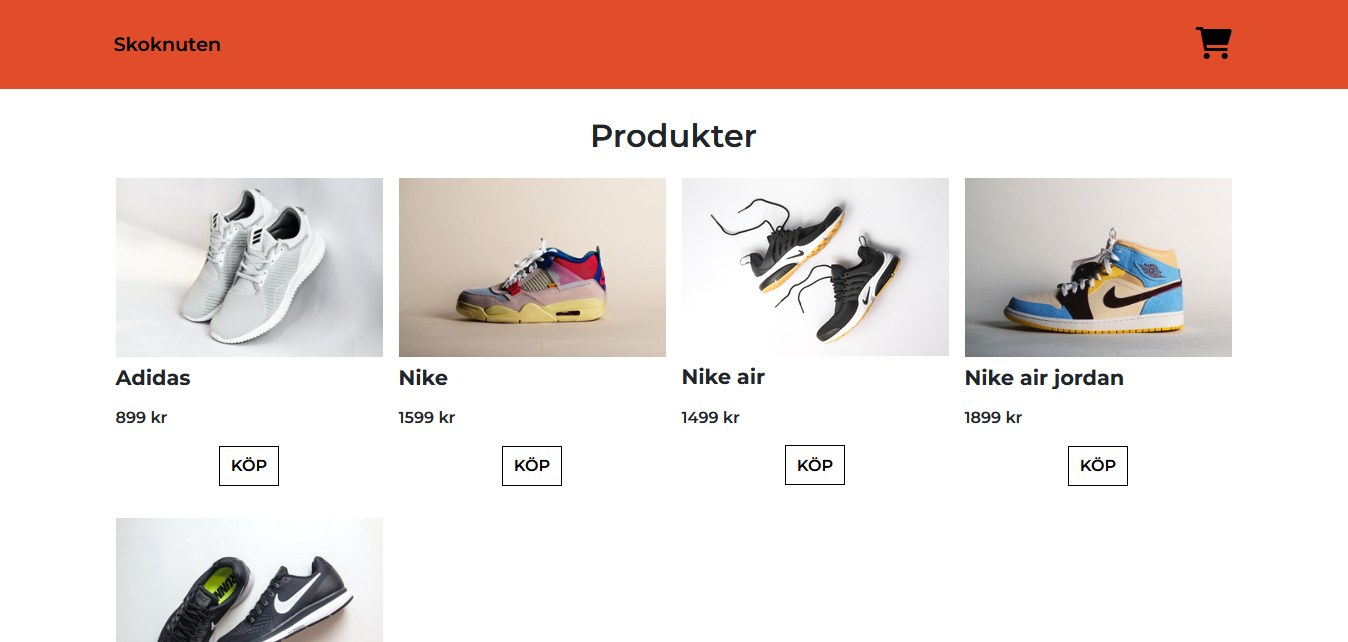 Skoknuten
Produkter
Adidas
899 kr
KÖP
Nike
1599 kr
KÖP
Nike air
1499 kr
KÖP
Nike air jordan
1899 kr
KÖP